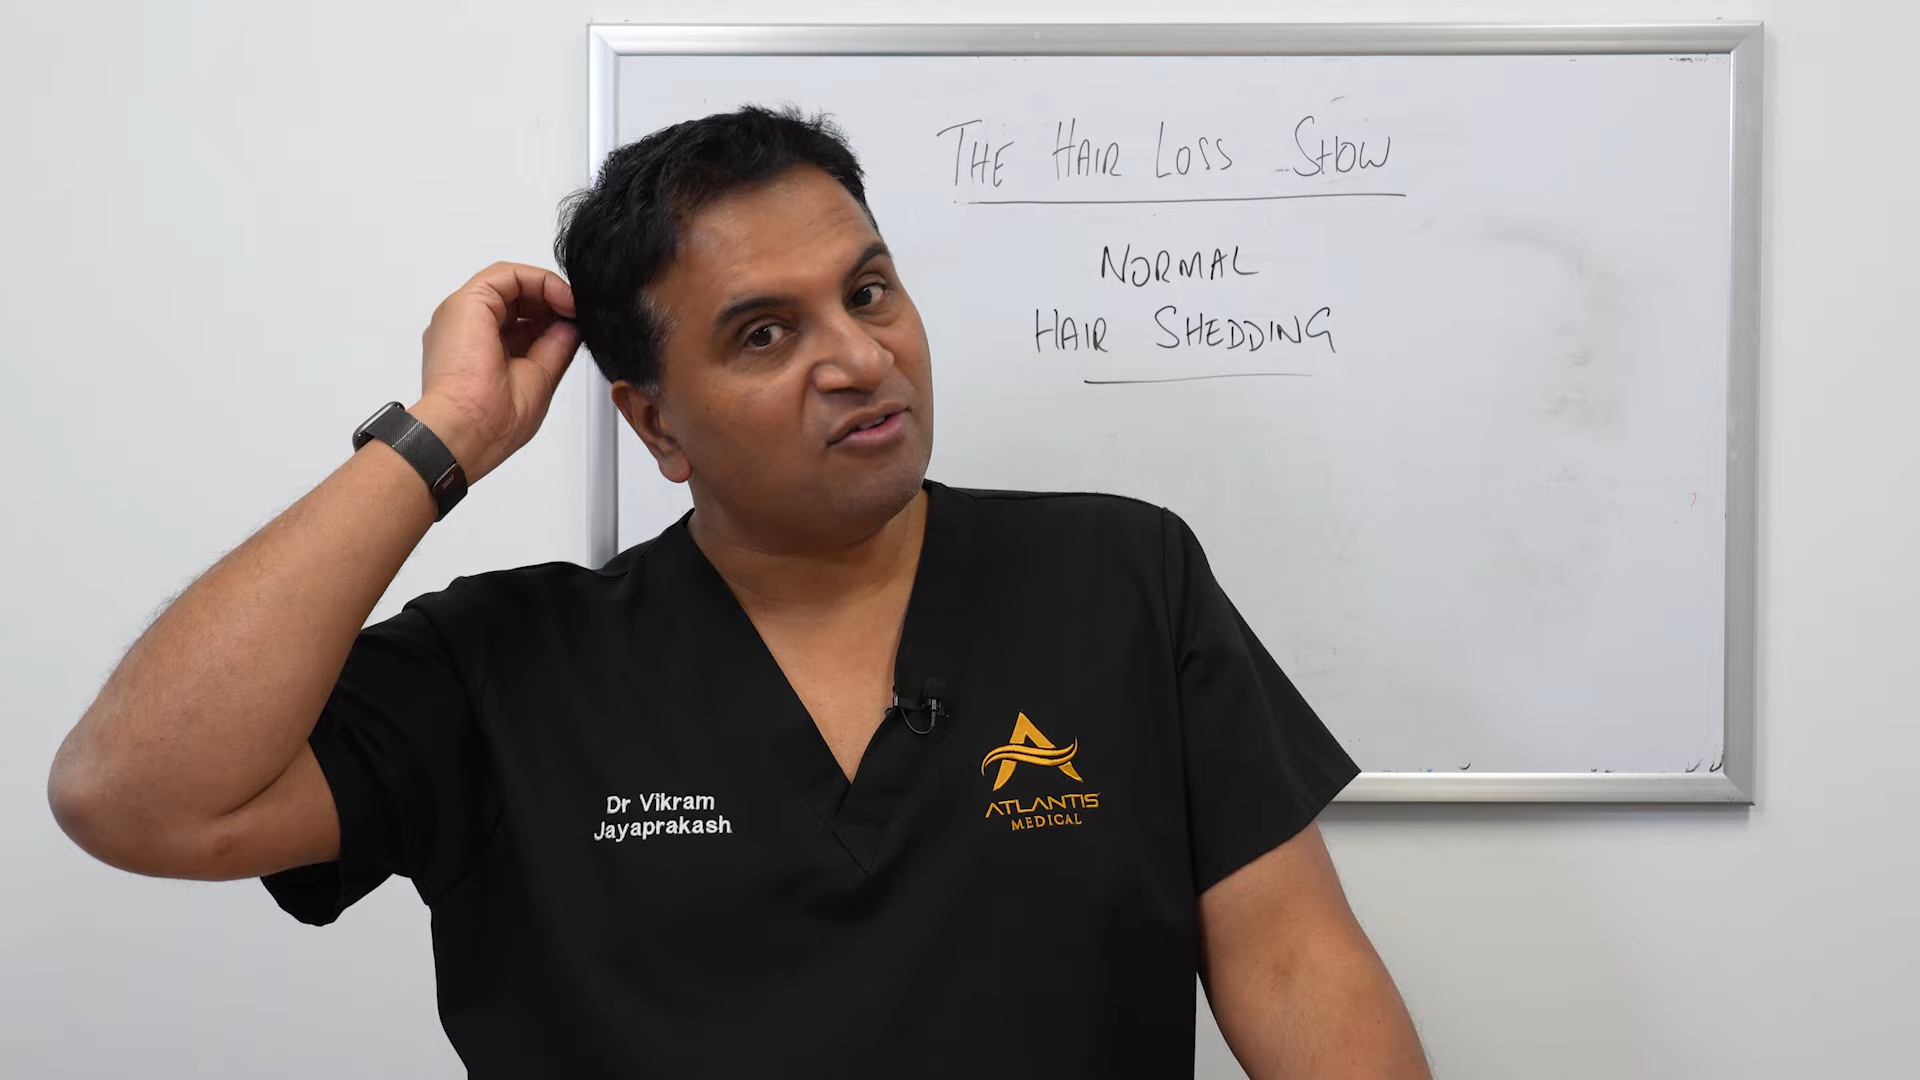 THE HAIR LOSS SHOW
NORMAL
HAIR SHEDDING
Dr Vikram
Jayaprakash
ATLANTIS
MEDICAL